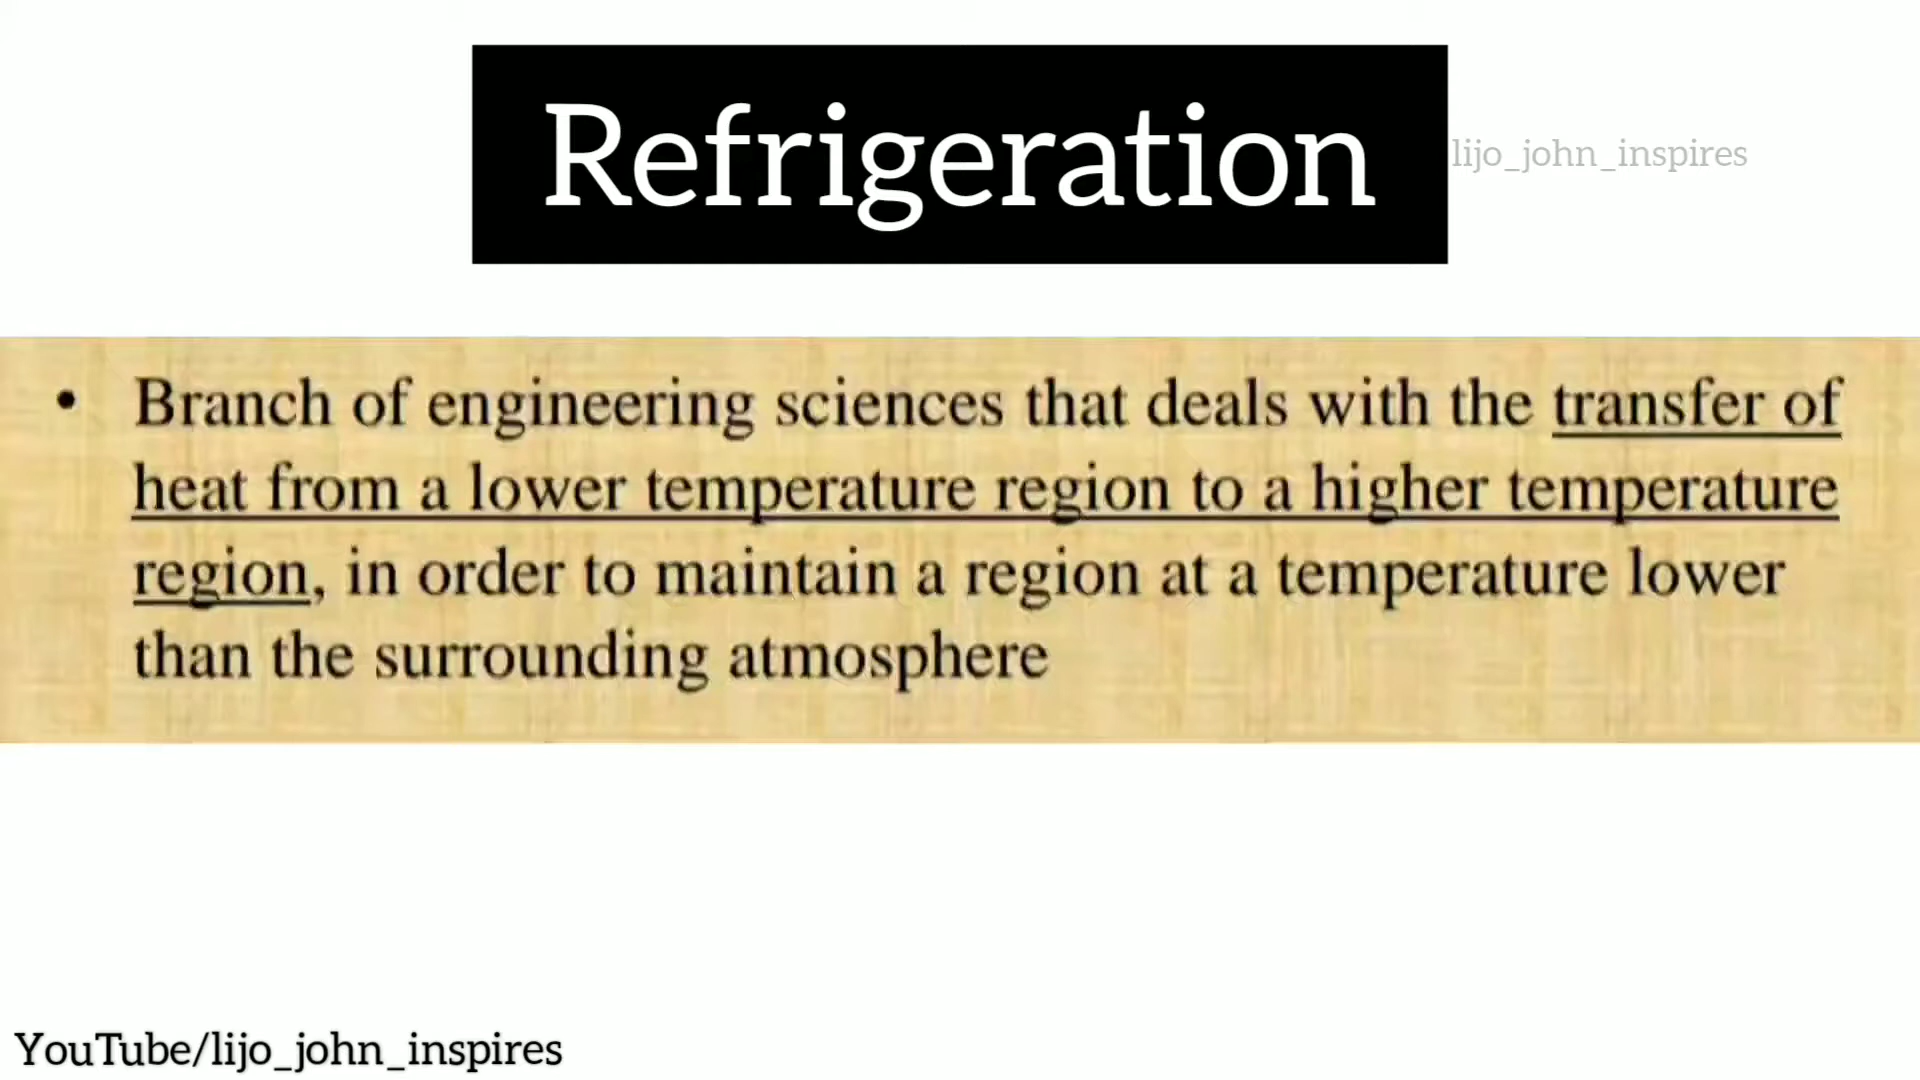 Refrigeration
lijo_john_inspires
• Branch of engineering sciences that deals with the transfer of
heat from a lower temperature region to a higher temperature
region, in order to maintain a region at a temperature lower
than the surrounding atmosphere
YouTube/lijo_john_inspires